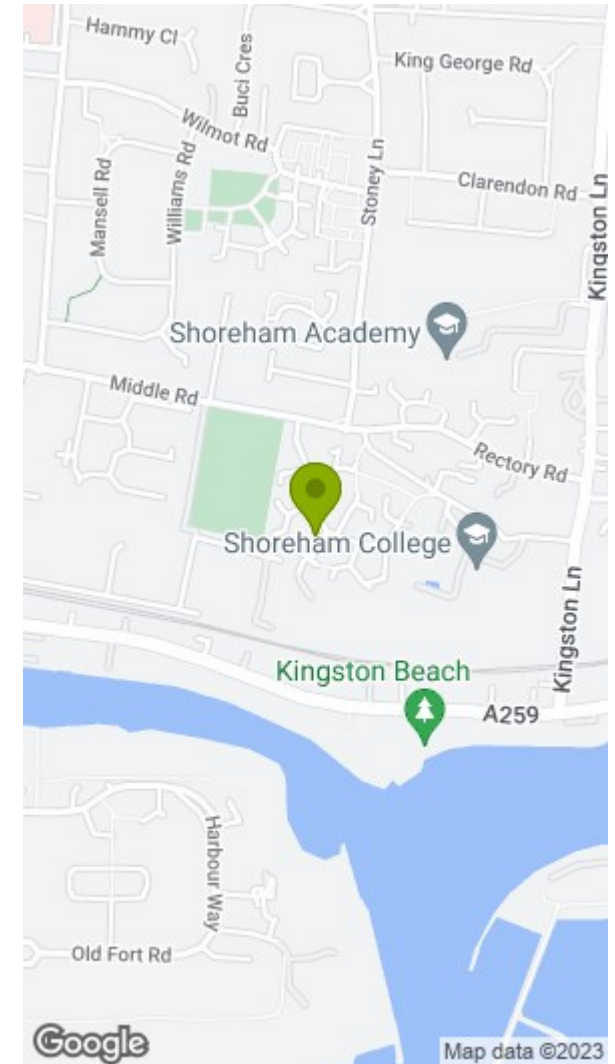 Hammy Cl
Buci Cres
King George Rd
Wilmot Rd
Stoney Ln
Clarendon Rd
Kingston Ln
Mansell Rd
Williams Rd
Shoreham Academy
Middle Rd
Rectory Rd
Shoreham College
Kingston Ln
Kingston Beach
A259
Harbour Way
Old Fort Rd
Google
Map data ©2023